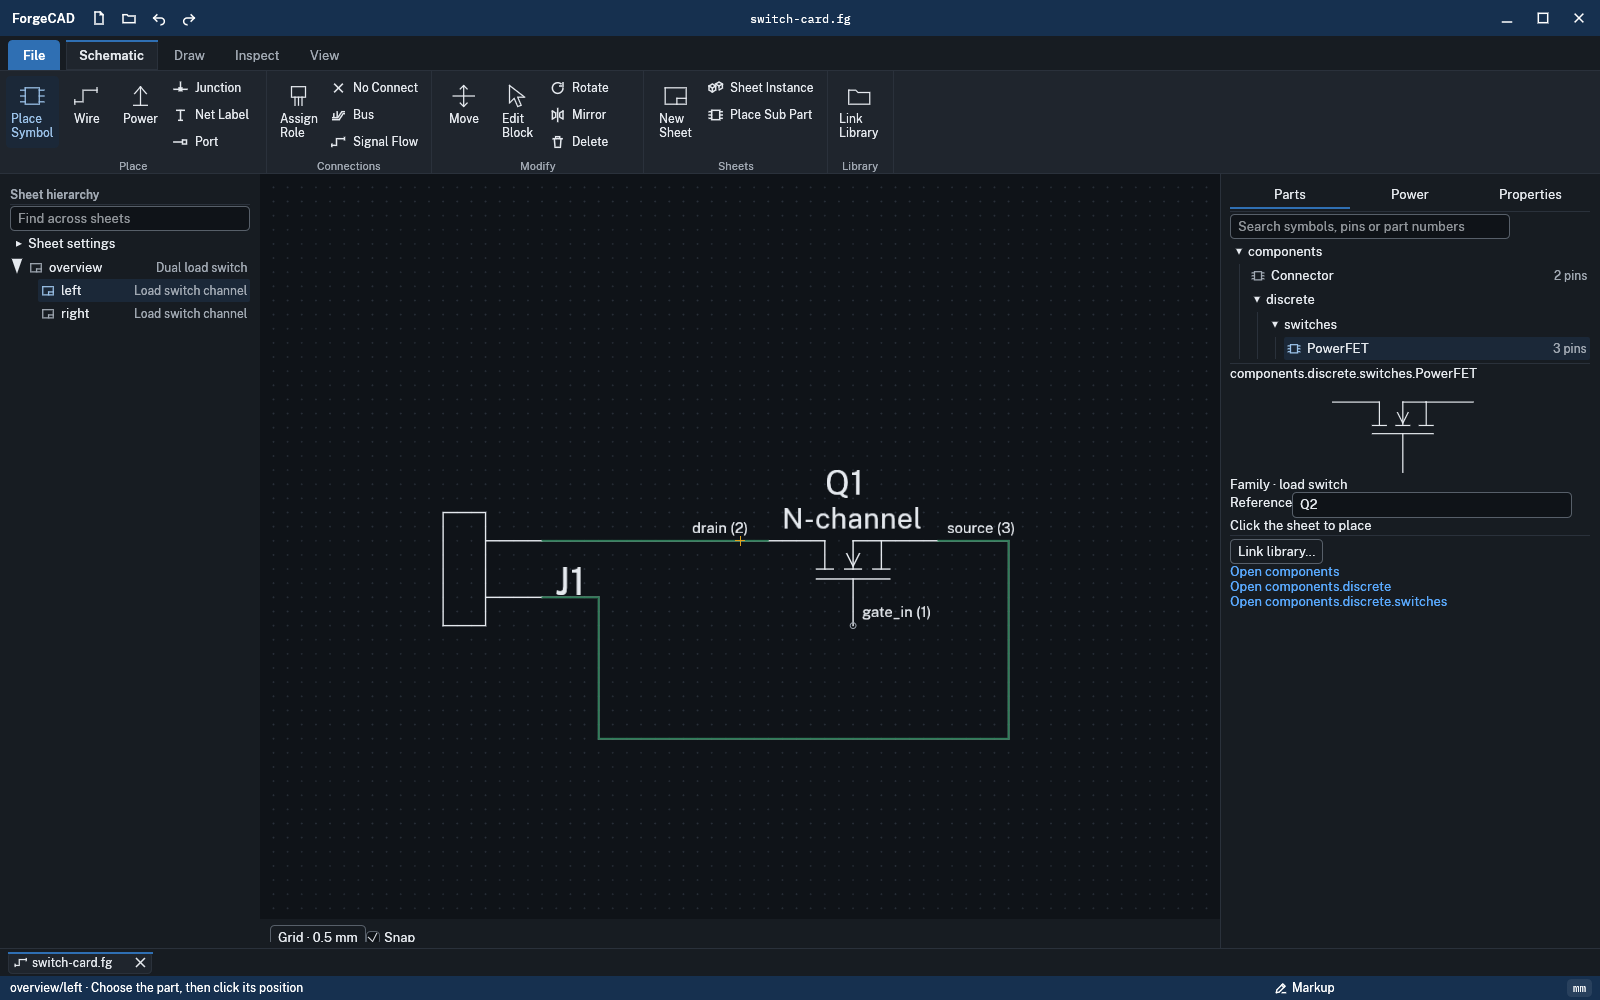 ForgeCAD
switch-card.fg
File
Schematic
Draw
Inspect
View
Place Symbol
Wire
Power
Junction
Net Label
Port
Place
Assign Role
No Connect
Bus
Signal Flow
Connections
Move
Edit Block
Rotate
Mirror
Delete
Modify
New Sheet
Sheet Instance
Place Sub Part
Sheets
Link Library
Library
Sheet hierarchy
Find across sheets
Sheet settings
overview Dual load switch
left Load switch channel
right Load switch channel
Q1
N-channel
drain (2)
source (3)
J1
gate_in (1)
Grid · 0.5 mm
Snap
Parts
Power
Properties
Search symbols, pins or part numbers
components
Connector 2 pins
discrete
switches
PowerFET 3 pins
components.discrete.switches.PowerFET
Family · load switch
Reference Q2
Click the sheet to place
Link library...
Open components
Open components.discrete
Open components.discrete.switches
switch-card.fg
overview/left · Choose the part, then click its position
Markup
mm